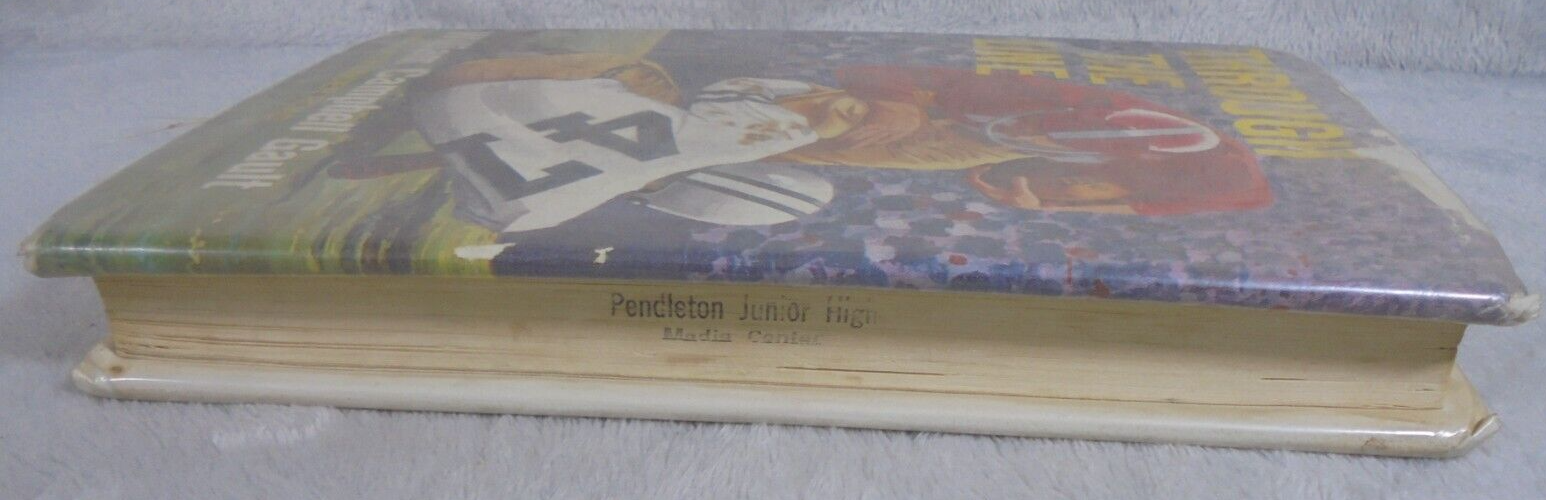 THROUGH
THE
LINE
Campbell Gault
47
Pendleton Junior High
Media Center